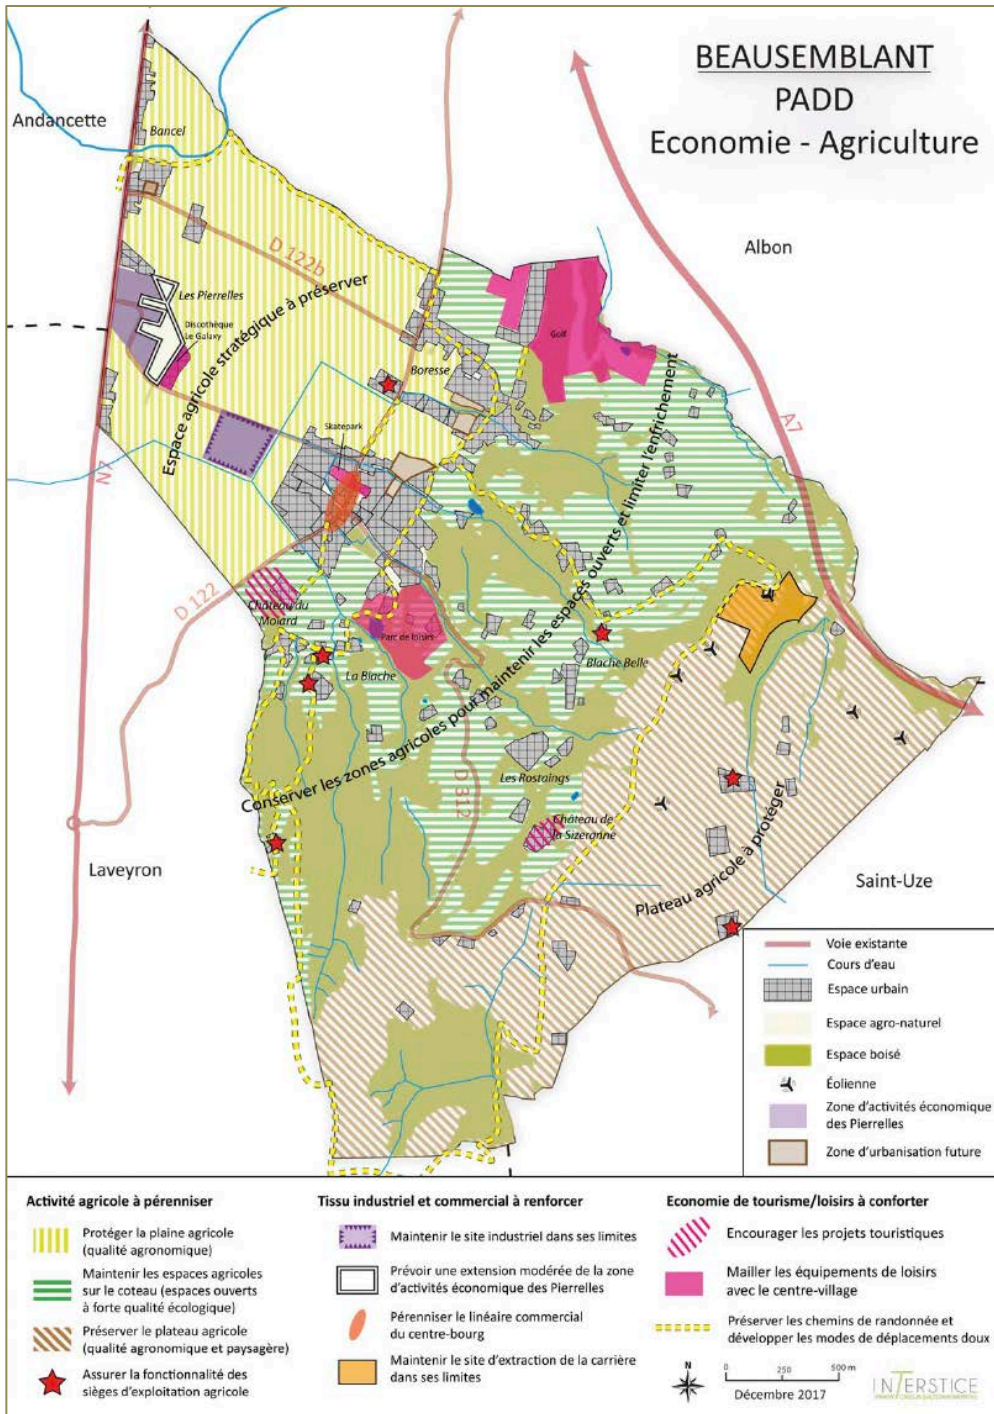 BEAUSEMBLANT
PADD
Economie - Agriculture
Andancette
Bancel
Albon
D 122b
Les Pierrelles
Discothèque
Le Galaxy
Golf
Espace agricole stratégique à préserver
Boresse
Skatepark
A7
N7
Conserver les zones agricoles pour maintenir les espaces ouverts et limiter l'enfrichement
D 122
Château du
Molard
Parc de loisirs
La Blache
Blache Belle
D 312
Les Rostaings
Château de
la Sizeranne
Plateau agricole à protéger
Laveyron
Saint-Uze
Voie existante
Cours d'eau
Espace urbain
Espace agro-naturel
Espace boisé
Éolienne
Zone d'activités économique
des Pierrelles
Zone d'urbanisation future
Activité agricole à pérenniser
Protéger la plaine agricole
(qualité agronomique)
Maintenir les espaces agricoles
sur le coteau (espaces ouverts
à forte qualité écologique)
Préserver le plateau agricole
(qualité agronomique et paysagère)
Assurer la fonctionalité des
sièges d'exploitation agricole
Tissu industriel et commercial à renforcer
Maintenir le site industriel dans ses limites
Prévoir une extension modérée de la zone
d'activités économique des Pierrelles
Pérenniser le linéaire commercial
du centre-bourg
Maintenir le site d'extraction de la carrière
dans ses limites
Economie de tourisme/loisirs à conforter
Encourager les projets touristiques
Mailler les équipements de loisirs
avec le centre-village
Préserver les chemins de randonnée et
développer les modes de déplacements doux
N
0 250 500 m
Décembre 2017
INTERSTICE